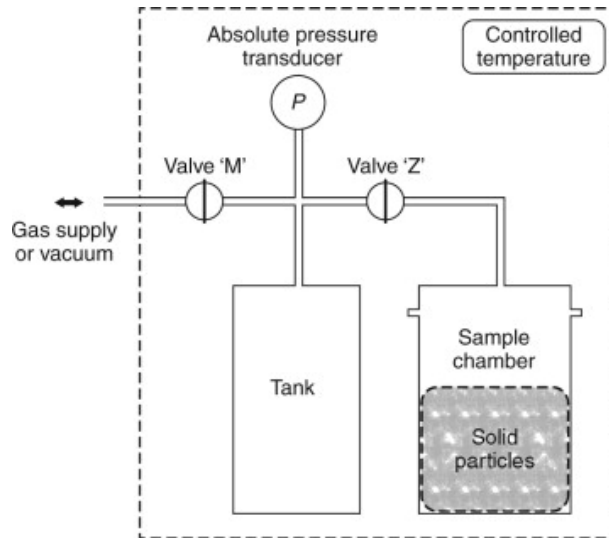 Absolute pressure
transducer
Controlled
temperature
P
Valve ‘M’
Valve ‘Z’
Gas supply
or vacuum
Tank
Sample
chamber
Solid
particles